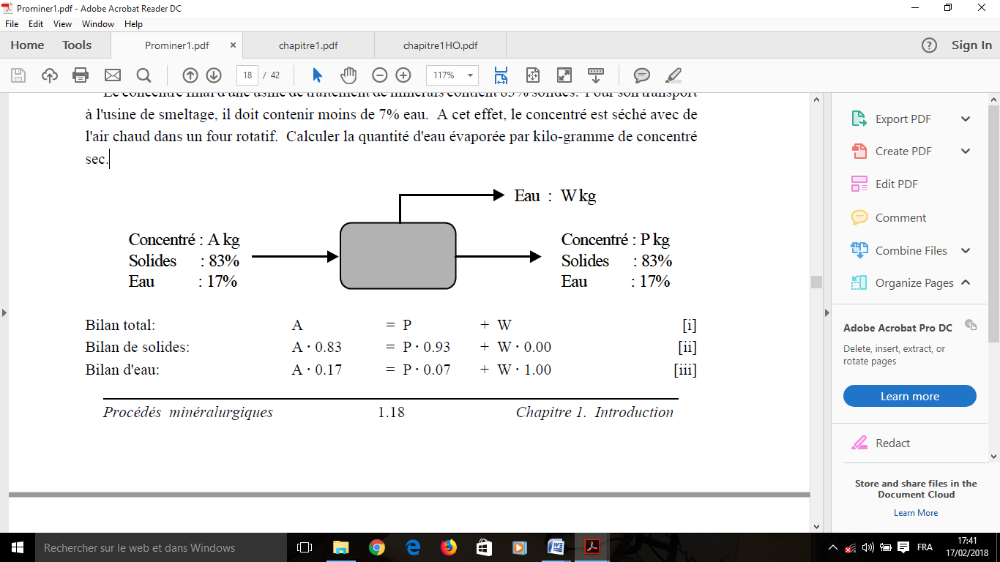 Prominer1.pdf - Adobe Acrobat Reader DC
File Edit View Window Help
Home Tools Prominer1.pdf × chapitre1.pdf chapitre1HO.pdf ? Sign In
18 / 42 117%
Le concentré final d'une usine de traitement de minerais contient 83% solides. Pour son transport
à l'usine de smeltage, il doit contenir moins de 7% eau. A cet effet, le concentré est séché avec de
l'air chaud dans un four rotatif. Calculer la quantité d'eau évaporée par kilo-gramme de concentré
sec.
Eau : W kg
Concentré : A kg
Solides : 83%
Eau : 17%
Concentré : P kg
Solides : 83%
Eau : 17%
Bilan total: A = P + W [i]
Bilan de solides: A · 0.83 = P · 0.93 + W · 0.00 [ii]
Bilan d'eau: A · 0.17 = P · 0.07 + W · 1.00 [iii]
Procédés minéralurgiques 1.18 Chapitre 1. Introduction
Export PDF
Create PDF
Edit PDF
Comment
Combine Files
Organize Pages
Adobe Acrobat Pro DC
Delete, insert, extract, or
rotate pages
Learn more
Redact
Store and share files in the
Document Cloud
Learn More
Rechercher sur le web et dans Windows
FRA
17:41
17/02/2018